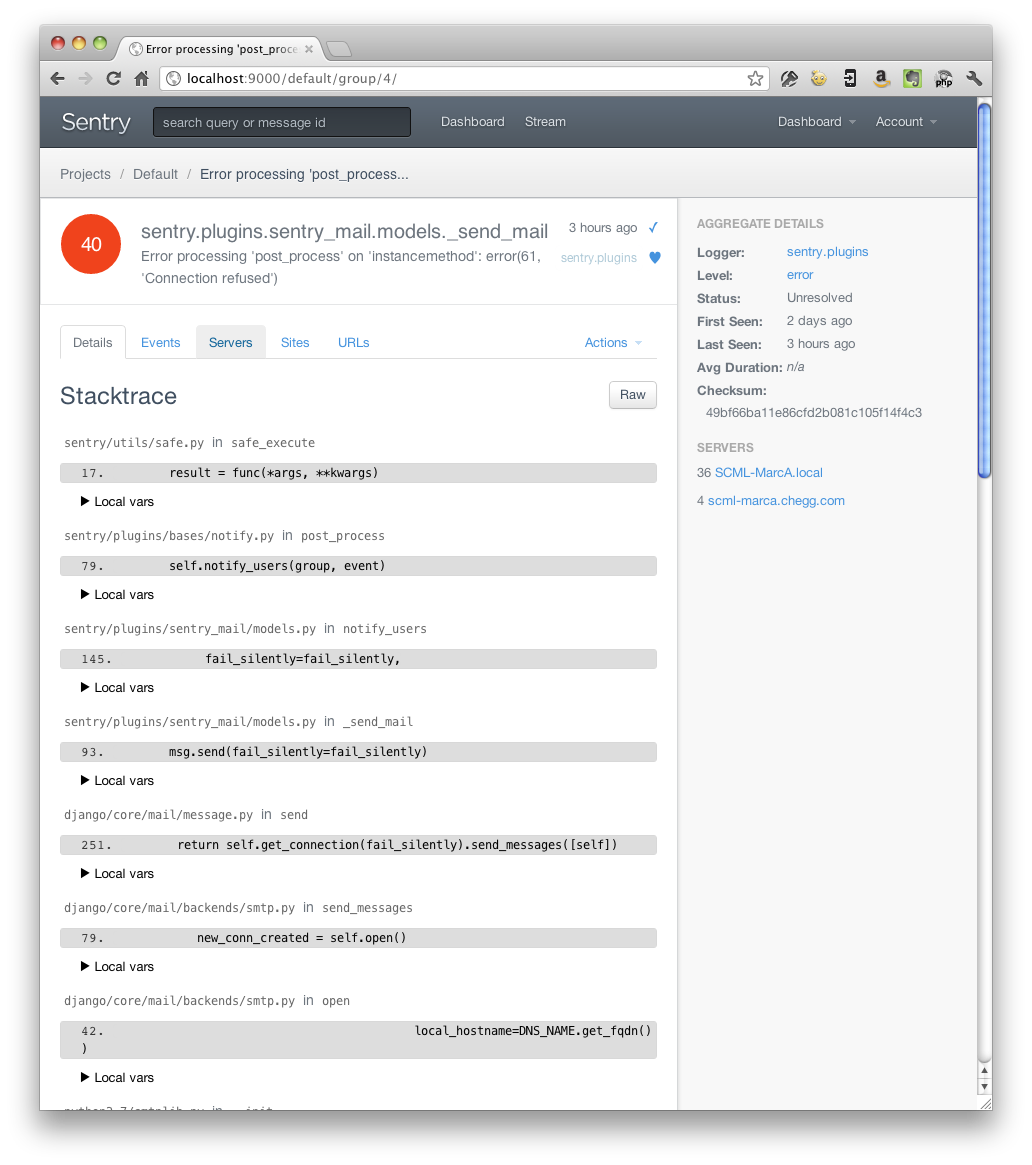 Error processing 'post_proce
localhost:9000/default/group/4/
php
Sentry
search query or message id
Dashboard
Stream
Dashboard
Account
Projects / Default / Error processing 'post_process...
40
sentry.plugins.sentry_mail.models._send_mail
3 hours ago
Error processing 'post_process' on 'instancemethod': error(61,
'Connection refused')
sentry.plugins
Details
Events
Servers
Sites
URLs
Actions
Stacktrace
Raw
sentry/utils/safe.py in safe_execute
17. result = func(*args, **kwargs)
Local vars
sentry/plugins/bases/notify.py in post_process
79. self.notify_users(group, event)
Local vars
sentry/plugins/sentry_mail/models.py in notify_users
145. fail_silently=fail_silently,
Local vars
sentry/plugins/sentry_mail/models.py in _send_mail
93. msg.send(fail_silently=fail_silently)
Local vars
django/core/mail/message.py in send
251. return self.get_connection(fail_silently).send_messages([self])
Local vars
django/core/mail/backends/smtp.py in send_messages
79. new_conn_created = self.open()
Local vars
django/core/mail/backends/smtp.py in open
42. local_hostname=DNS_NAME.get_fqdn()
)
Local vars
AGGREGATE DETAILS
Logger: sentry.plugins
Level: error
Status: Unresolved
First Seen: 2 days ago
Last Seen: 3 hours ago
Avg Duration: n/a
Checksum:
49bf66ba11e86cfd2b081c105f14f4c3
SERVERS
36 SCML-MarcA.local
4 scml-marca.chegg.com